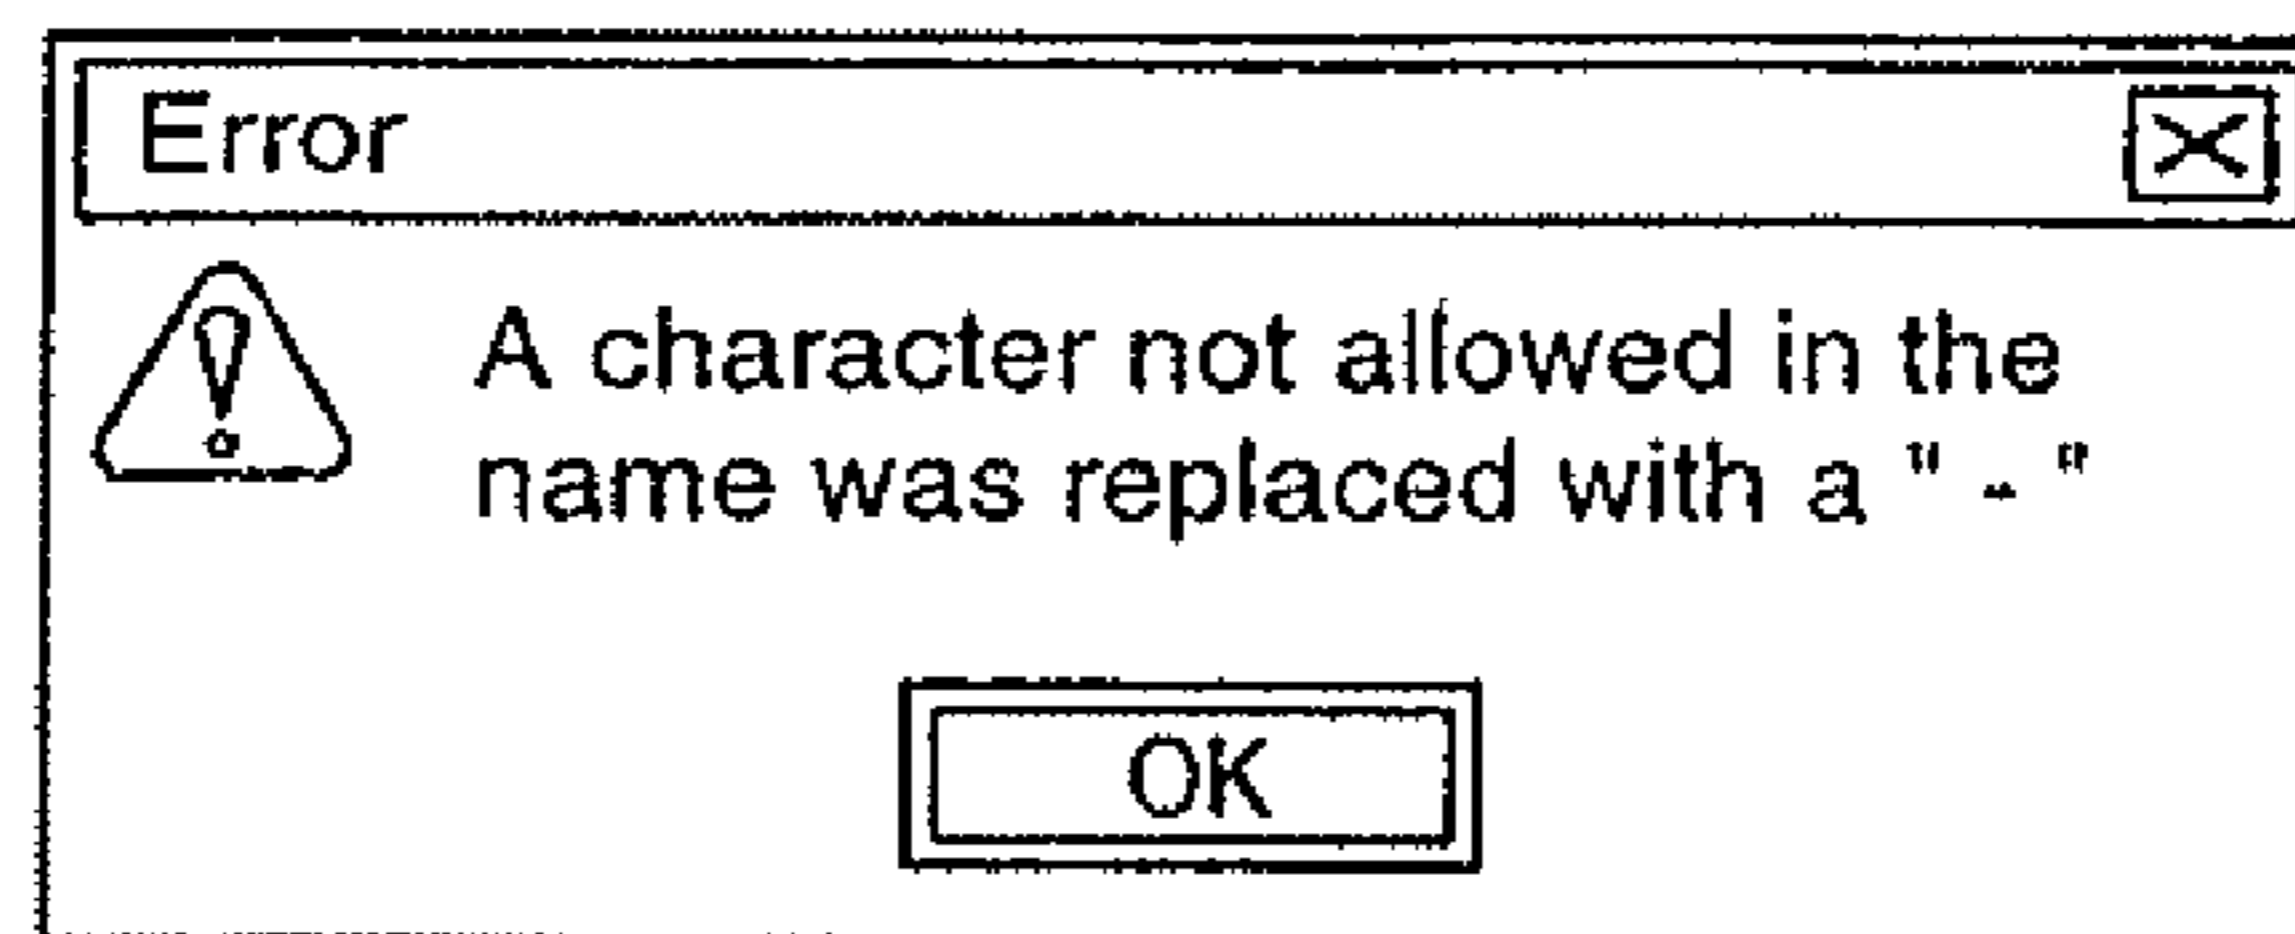 Error
A character not allowed in the
name was replaced with a " - "
OK